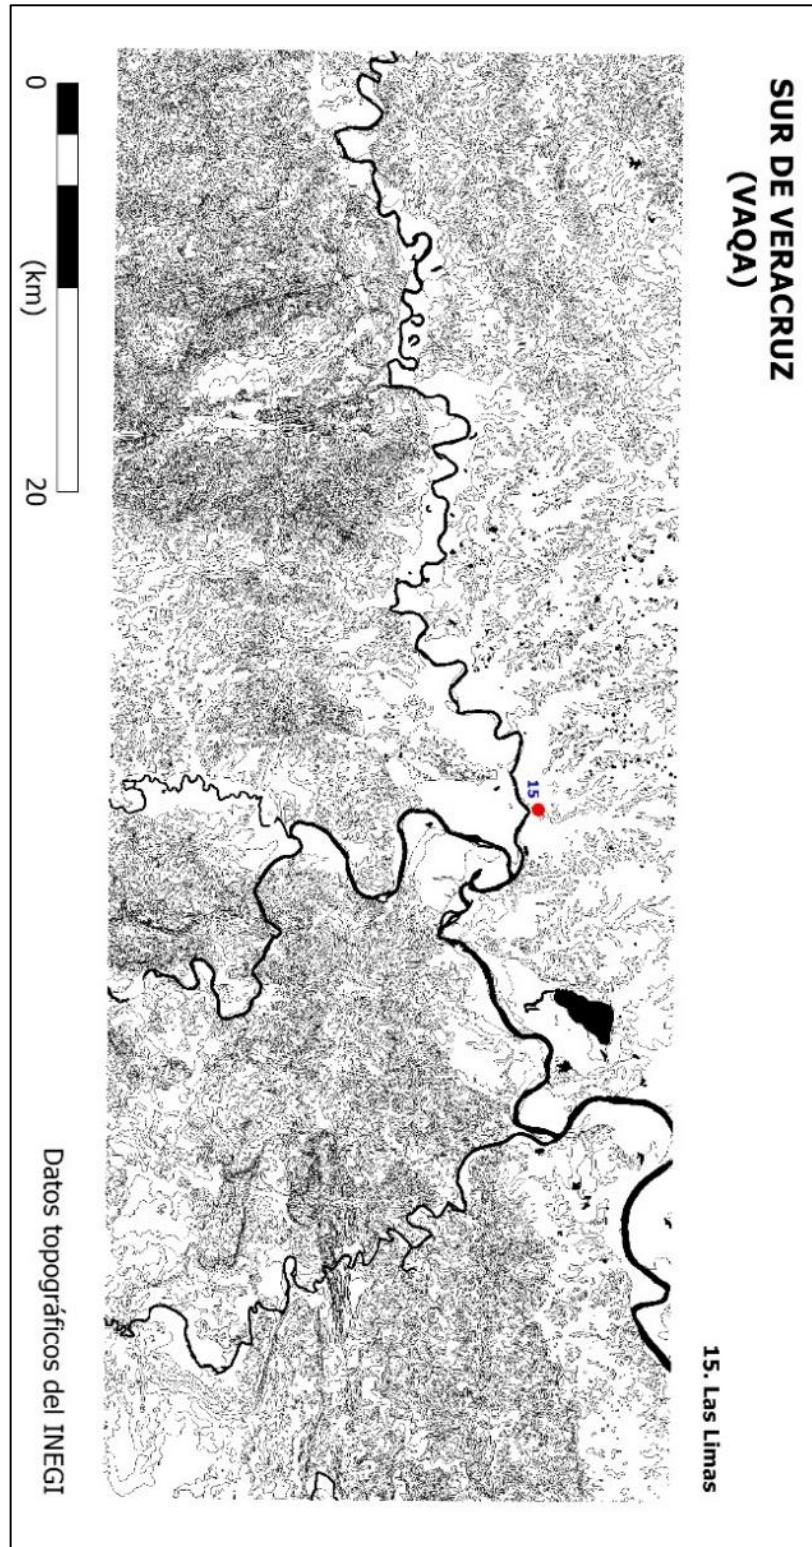 SUR DE VERACRUZ
(VAQA)
15. Las Limas
15
0
(km)
20
Datos topográficos del INEGI